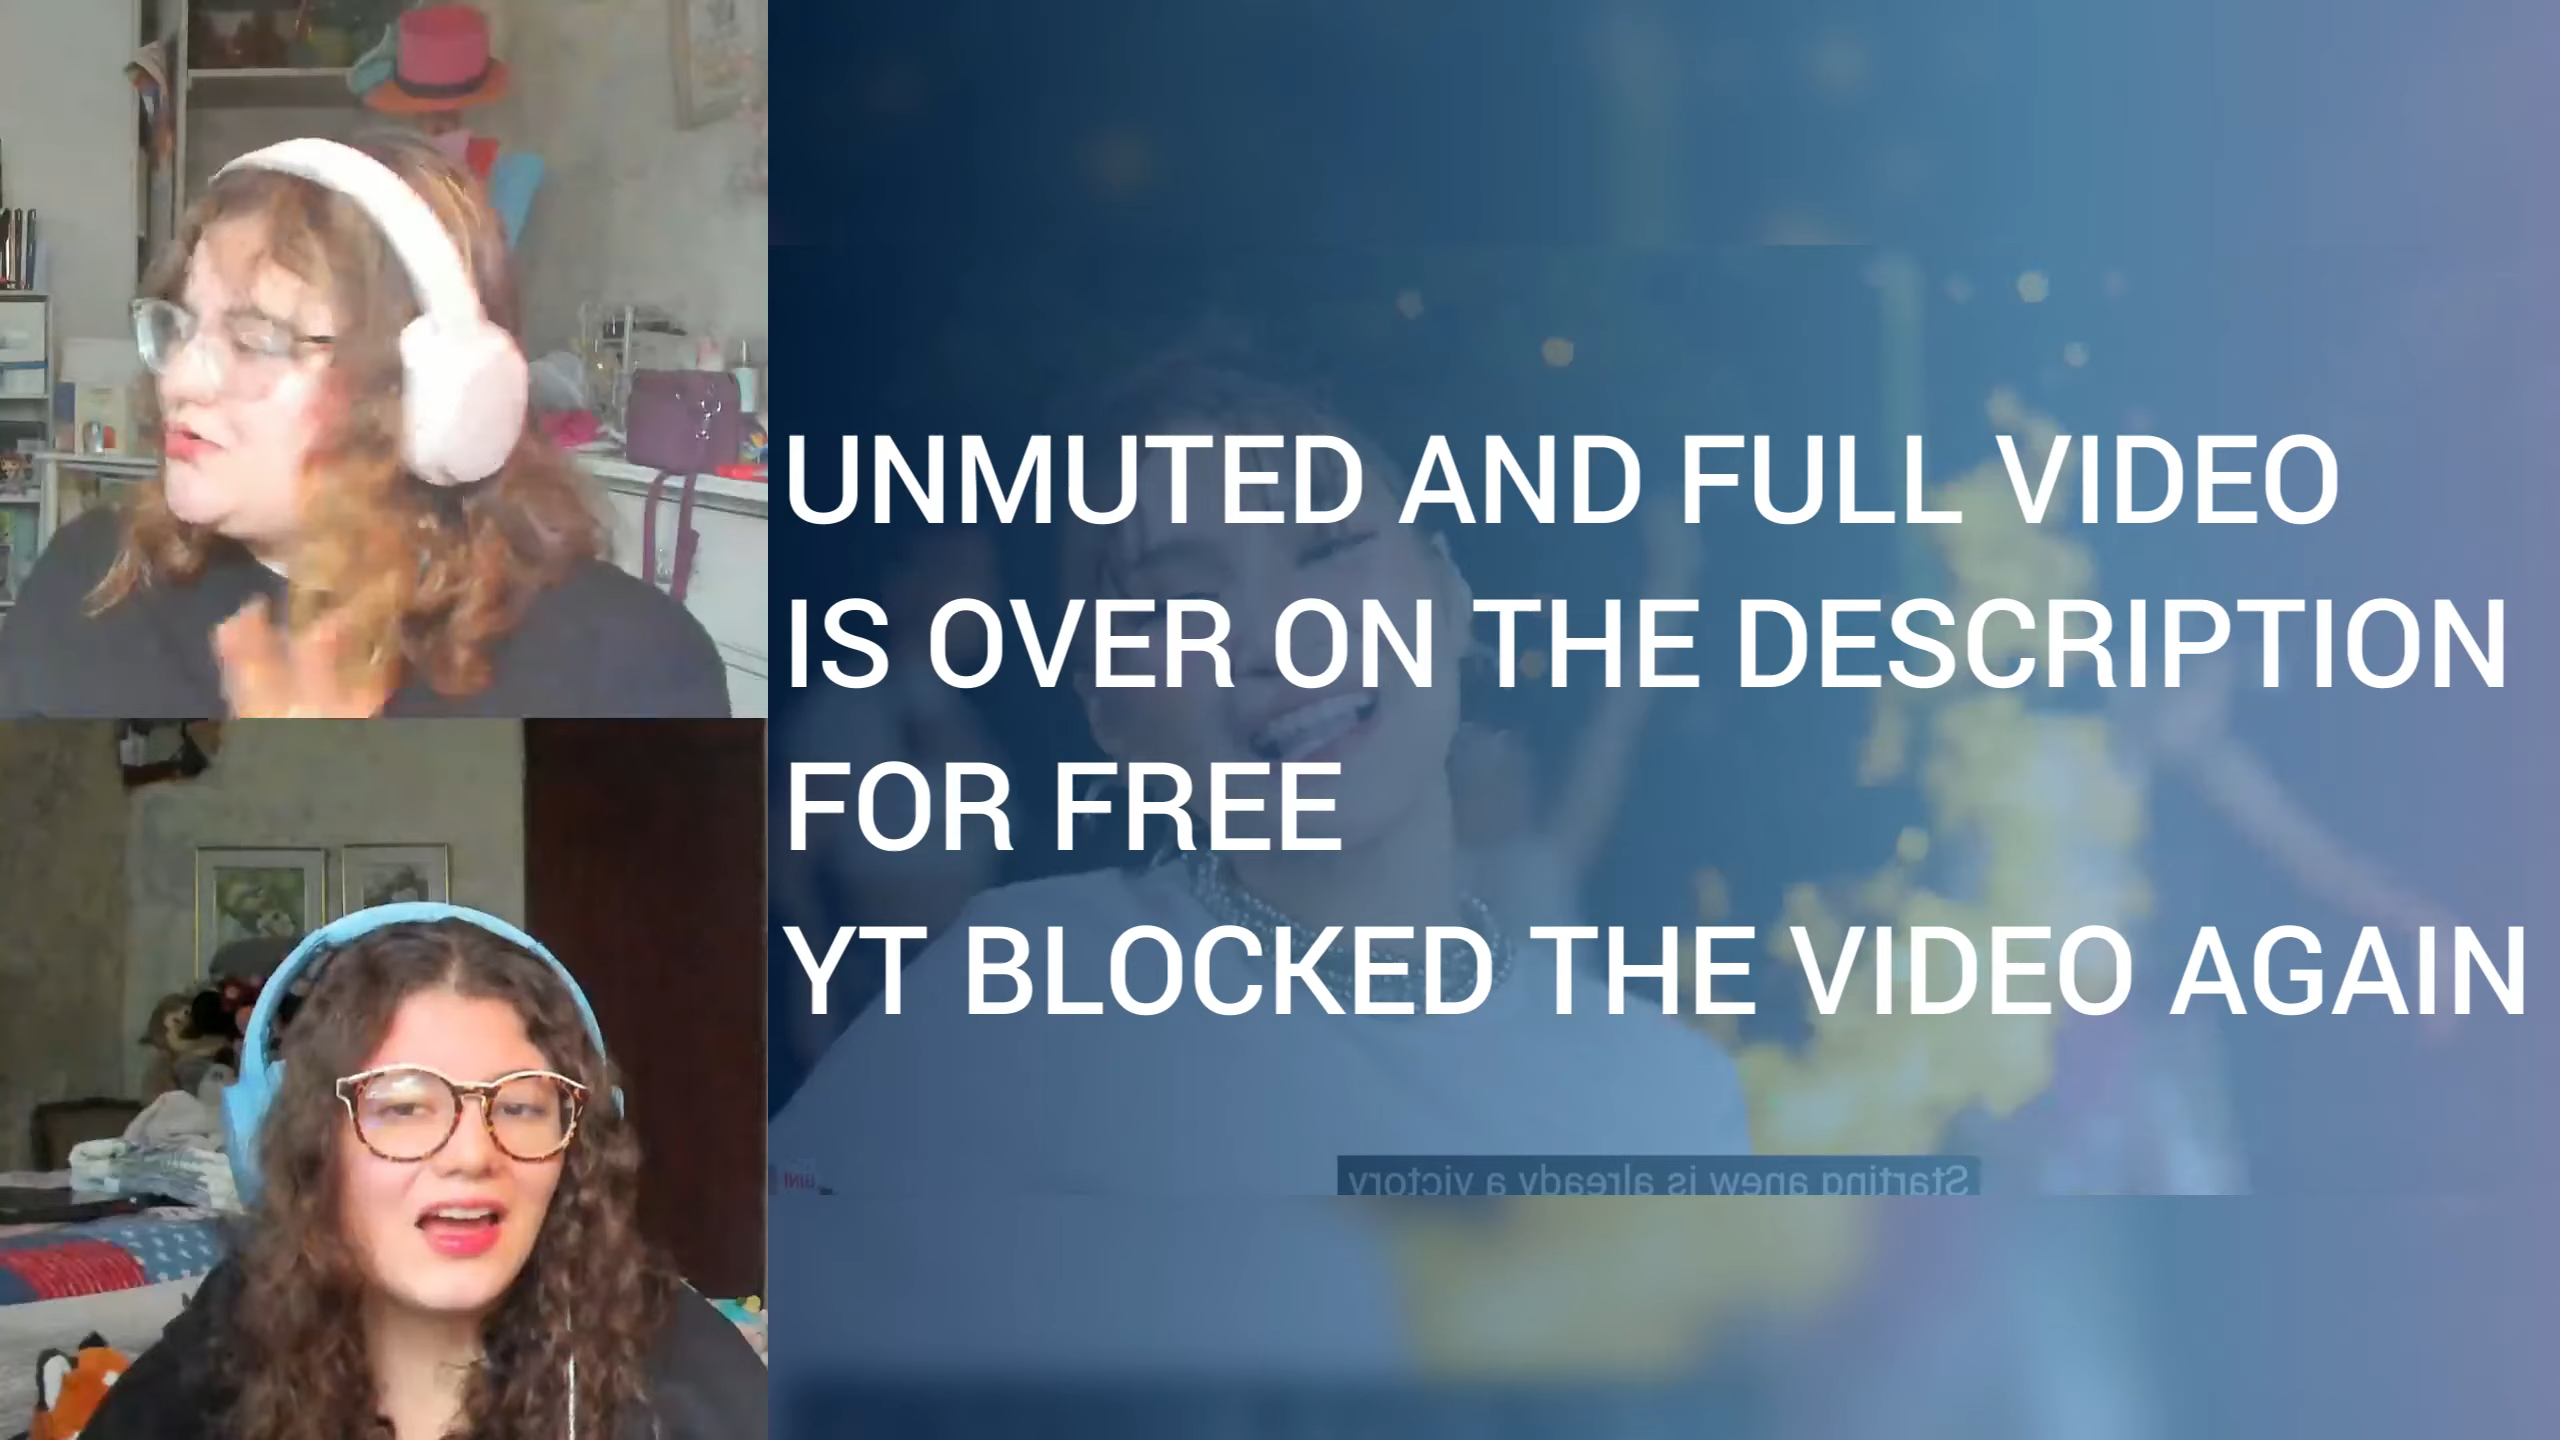 UNMUTED AND FULL VIDEO
IS OVER ON THE DESCRIPTION
FOR FREE
YT BLOCKED THE VIDEO AGAIN
Starting anew is already a victory
UNI